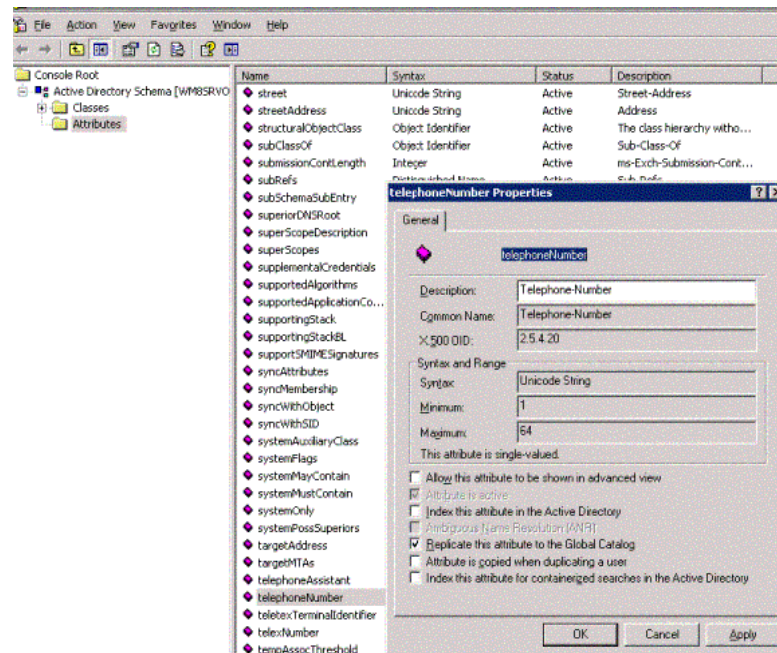 File Action View Favorites Window Help
Console Root
Active Directory Schema [WM8SRVO
Classes
Attributes
Name Syntax Status Description
street Unicode String Active Street-Address
streetAddress Unicode String Active Address
structuralObjectClass Object Identifier Active The class hierarchy witho...
subClassOf Object Identifier Active Sub-Class-Of
submissionContLength Integer Active ms-Exch-Submission-Cont...
subRefs Distinguished Name Active Sub-Refs
subSchemaSubEntry
superiorDNSRoot
superScopeDescription
superScopes
supplementalCredentials
supportedAlgorithms
supportedApplicationCo...
supportingStack
supportingStackBL
supportSMIMESignatures
syncAttributes
syncMembership
syncWithObject
syncWithSID
systemAuxiliaryClass
systemFlags
systemMayContain
systemMustContain
systemOnly
systemPossSuperiors
targetAddress
targetMTAs
telephoneAssistant
telephoneNumber
teletexTerminalIdentifier
telexNumber
tempAssocThreshold
telephoneNumber Properties
General
telephoneNumber
Description: Telephone-Number
Common Name: Telephone-Number
X.500 OID: 2.5.4.20
Syntax and Range
Syntax: Unicode String
Minimum: 1
Maximum: 64
This attribute is single-valued.
Allow this attribute to be shown in advanced view
Attribute is active
Index this attribute in the Active Directory
Ambiguous Name Resolution (ANR)
Replicate this attribute to the Global Catalog
Attribute is copied when duplicating a user
Index this attribute for containerized searches in the Active Directory
OK Cancel Apply